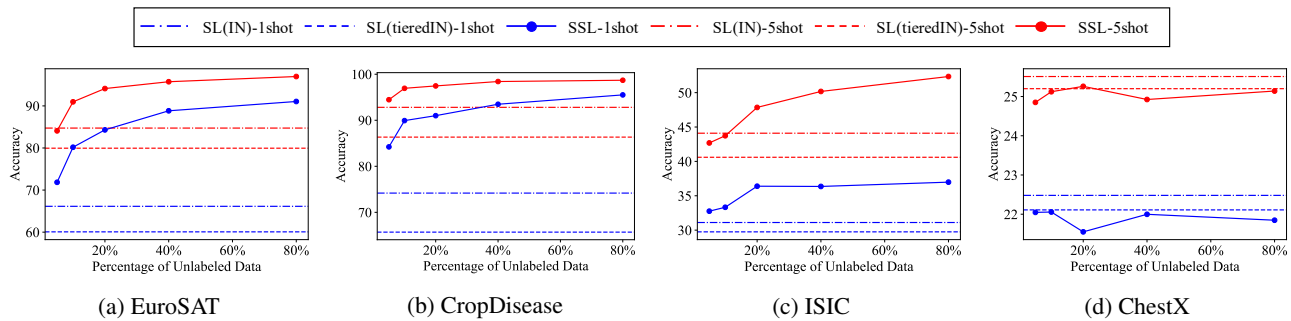 SL(IN)-1shot SL(tieredIN)-1shot SSL-1shot SL(IN)-5shot SL(tieredIN)-5shot SSL-5shot
Accuracy
90
80
70
60
20% 40% 60% 80%
Percentage of Unlabeled Data
(a) EuroSAT
Accuracy
100
90
80
70
20% 40% 60% 80%
Percentage of Unlabeled Data
(b) CropDisease
Accuracy
50
45
40
35
30
20% 40% 60% 80%
Percentage of Unlabeled Data
(c) ISIC
Accuracy
25
24
23
22
20% 40% 60% 80%
Percentage of Unlabeled Data
(d) ChestX